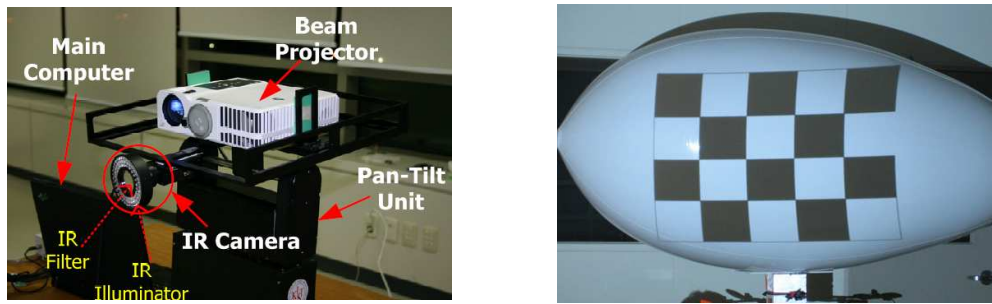 Main
Computer
Beam
Projector
Pan-Tilt
Unit
IR Camera
IR
Filter
IR
Illuminator